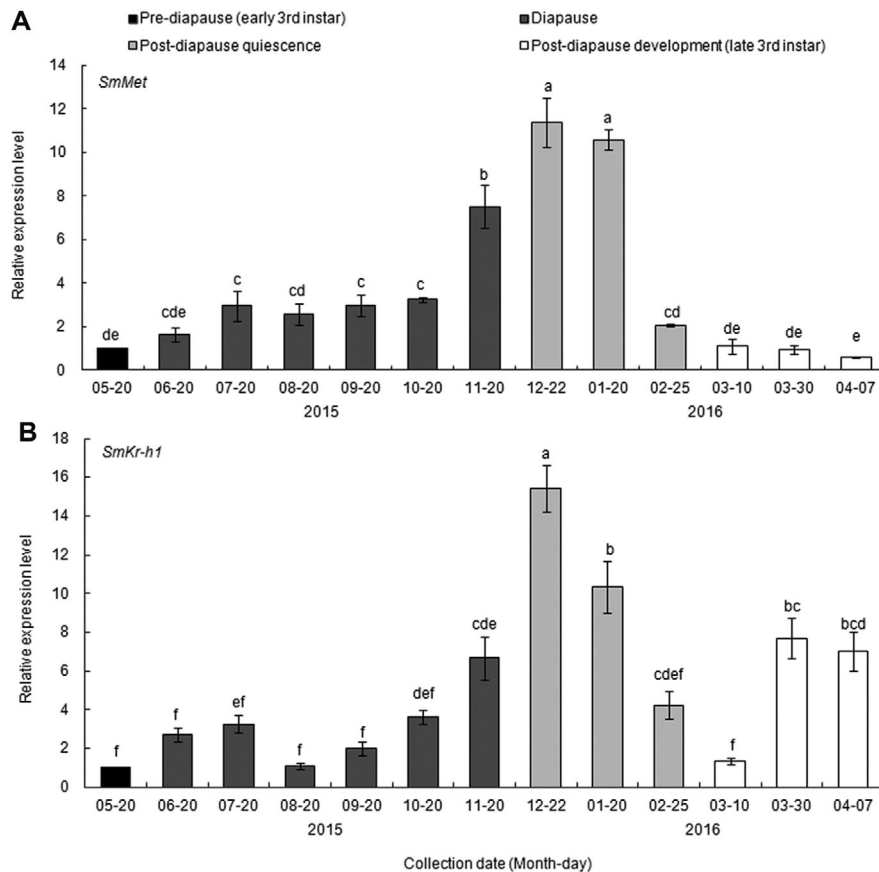 A
Pre-diapause (early 3rd instar) Diapause
Post-diapause quiescence Post-diapause development (late 3rd instar)
SmMet
Relative expression level
14
12
10
8
6
4
2
0
de cde c cd c c b a a cd de de e
05-20 06-20 07-20 08-20 09-20 10-20 11-20 12-22 01-20 02-25 03-10 03-30 04-07
2015 2016
B
SmKr-h1
Relative expression level
18
16
14
12
10
8
6
4
2
0
f f ef f f def cde a b cdef f bc bcd
05-20 06-20 07-20 08-20 09-20 10-20 11-20 12-22 01-20 02-25 03-10 03-30 04-07
2015 2016
Collection date (Month-day)